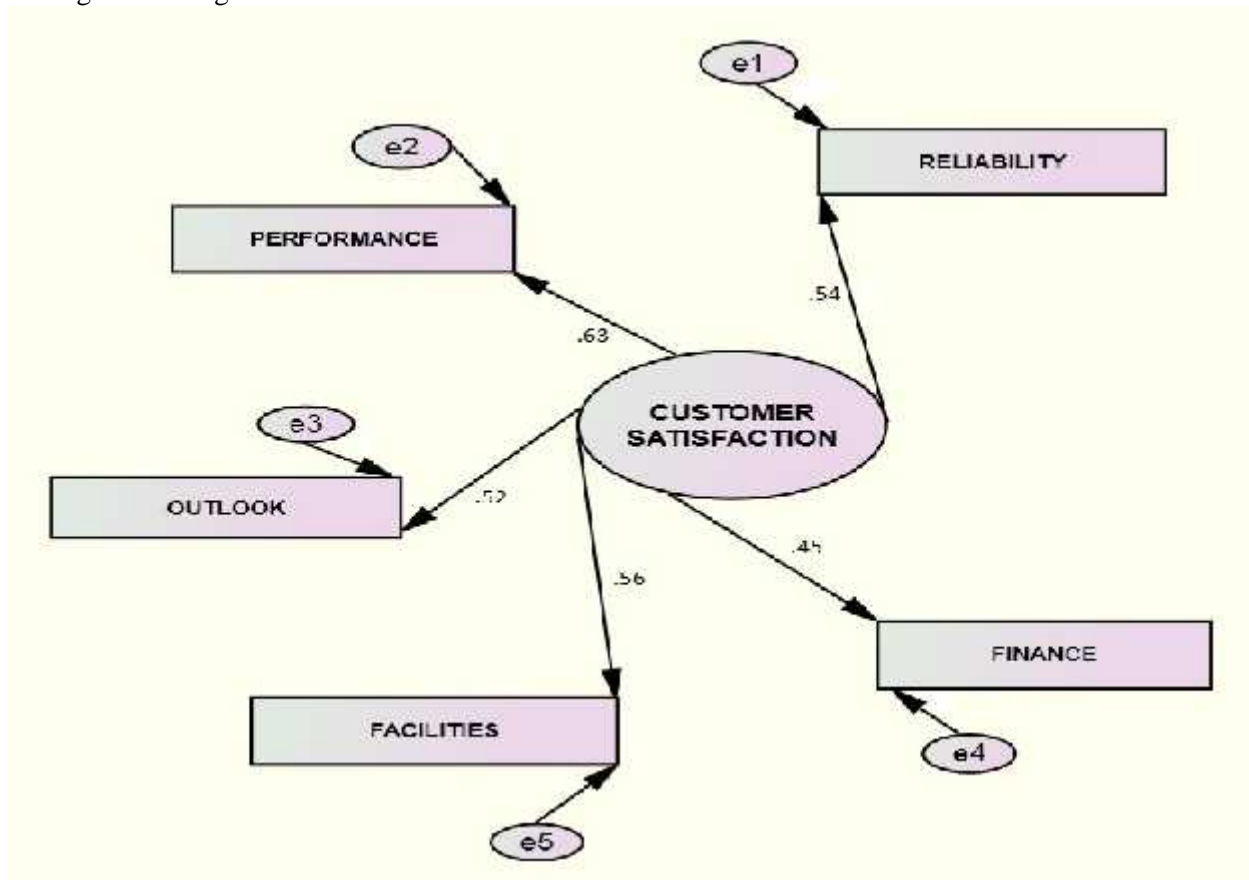 e1
RELIABILITY
e2
PERFORMANCE
.54
.63
CUSTOMER
SATISFACTION
e3
OUTLOOK
.52
.45
.56
FINANCE
FACILITIES
e4
e5